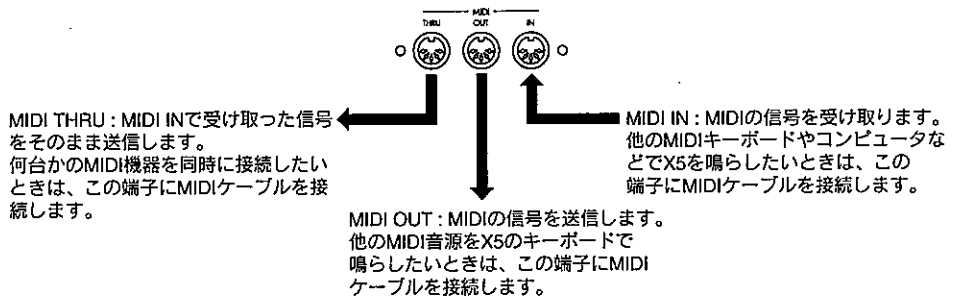 MIDI
THRU OUT IN
MIDI THRU : MIDI INで受け取った信号
をそのまま送信します。
何台かのMIDI機器を同時に接続したい
ときは、この端子にMIDIケーブルを接
続します。
MIDI OUT : MIDIの信号を送信します。
他のMIDI音源をX5のキーボードで
鳴らしたいときは、この端子にMIDI
ケーブルを接続します。
MIDI IN : MIDIの信号を受け取ります。
他のMIDIキーボードやコンピュータな
どでX5を鳴らしたいときは、この
端子にMIDIケーブルを接続します。